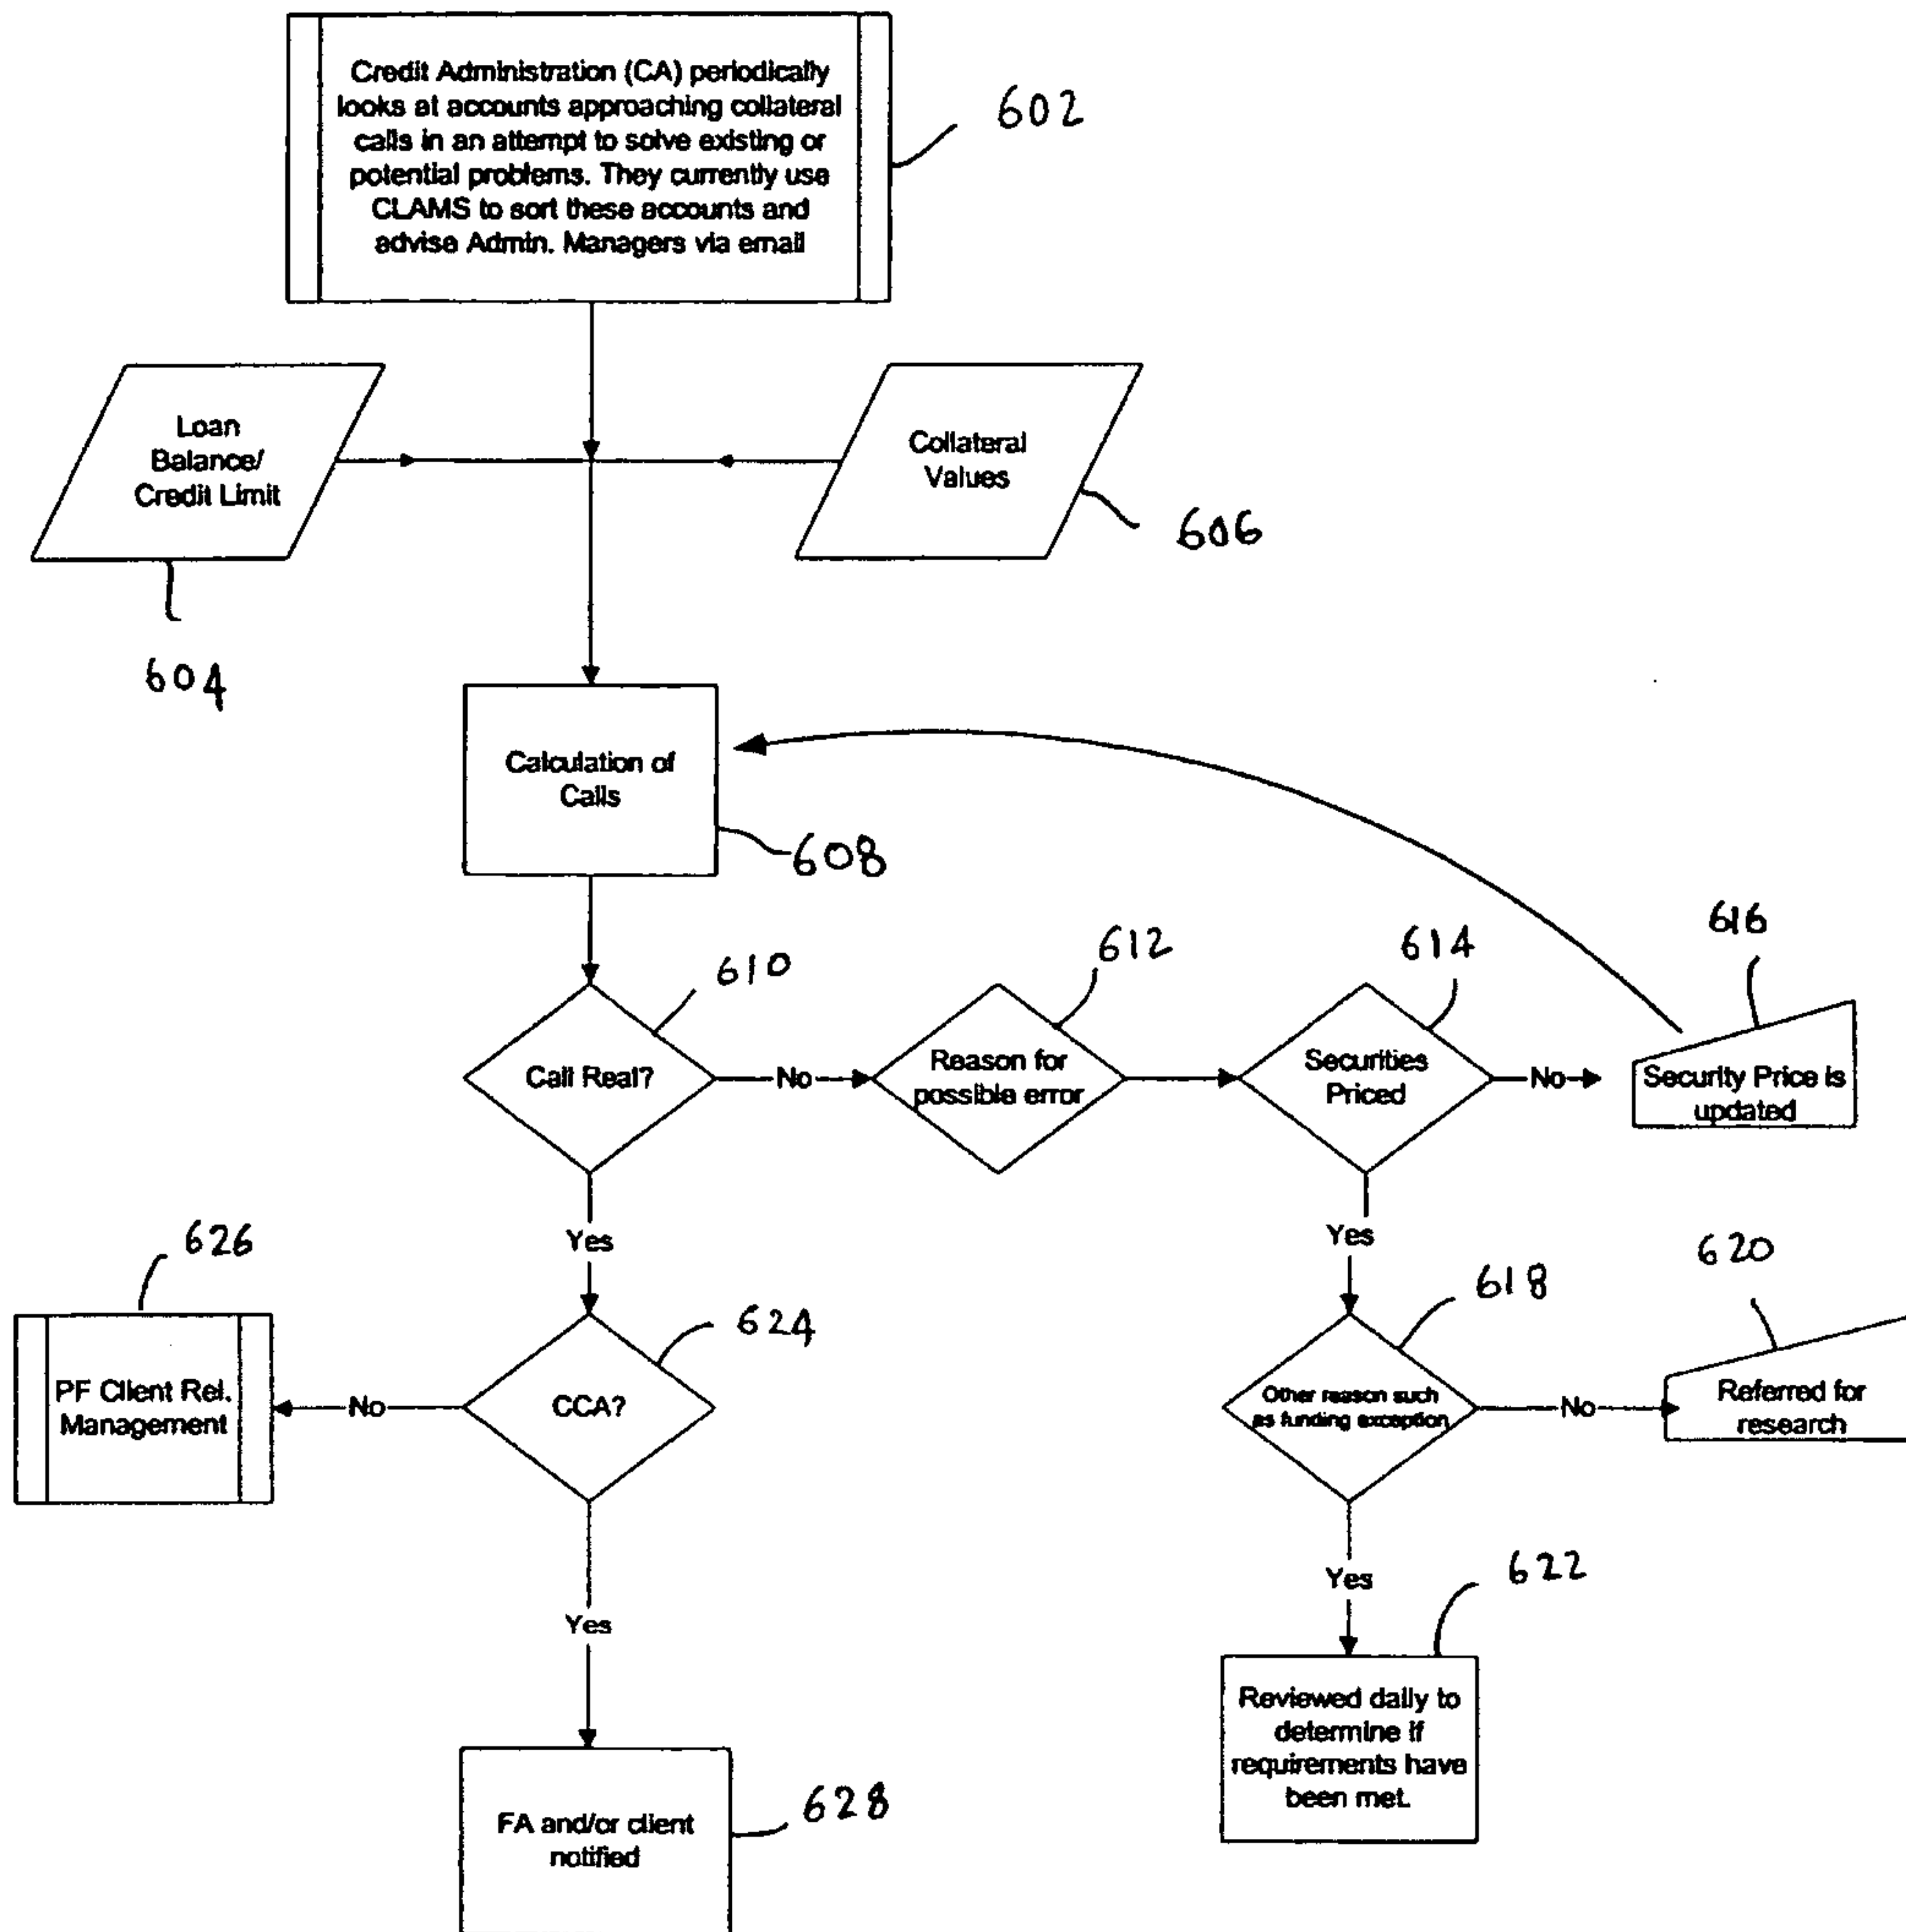 Credit Administration (CA) periodically
looks at accounts approaching collateral
calls in an attempt to solve existing or
potential problems. They currently use
CLAMS to sort these accounts and
advise Admin. Managers via email
602
Loan
Balance/
Credit Limit
604
Collateral
Values
606
Calculation of
Calls
608
610
Call Real?
No
612
Reason for
possible error
614
Securities
Priced
No
616
Security Price is
updated
Yes
Yes
626
PF Client Rel.
Management
No
624
CCA?
618
Other reason such
as funding exception
No
620
Referred for
research
Yes
Yes
622
Reviewed daily to
determine if
requirements have
been met.
FA and/or client
notified
628